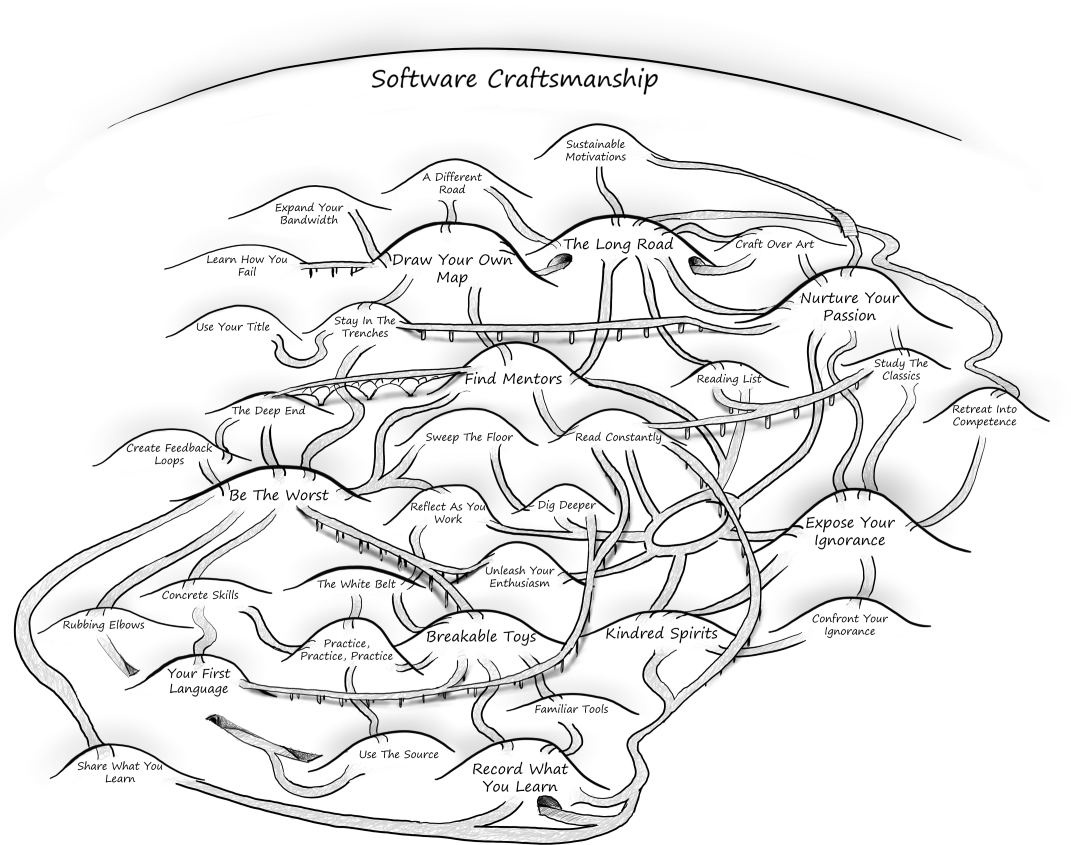 Software Craftsmanship
Sustainable
Motivations
A Different
Road
Expand Your
Bandwidth
The Long Road
Craft Over Art
Learn How You
Fail
Draw Your Own
Map
Nurture Your
Passion
Use Your Title
Stay In The
Trenches
Find Mentors
Reading List
Study The
Classics
The Deep End
Retreat Into
Competence
Create Feedback
Loops
Sweep The Floor
Read Constantly
Be The Worst
Reflect As You
Work
Dig Deeper
Expose Your
Ignorance
Unleash Your
Enthusiasm
The White Belt
Concrete Skills
Rubbing Elbows
Practice,
Practice, Practice
Breakable Toys
Kindred Spirits
Confront Your
Ignorance
Your First
Language
Familiar Tools
Share What You
Learn
Use The Source
Record What
You Learn